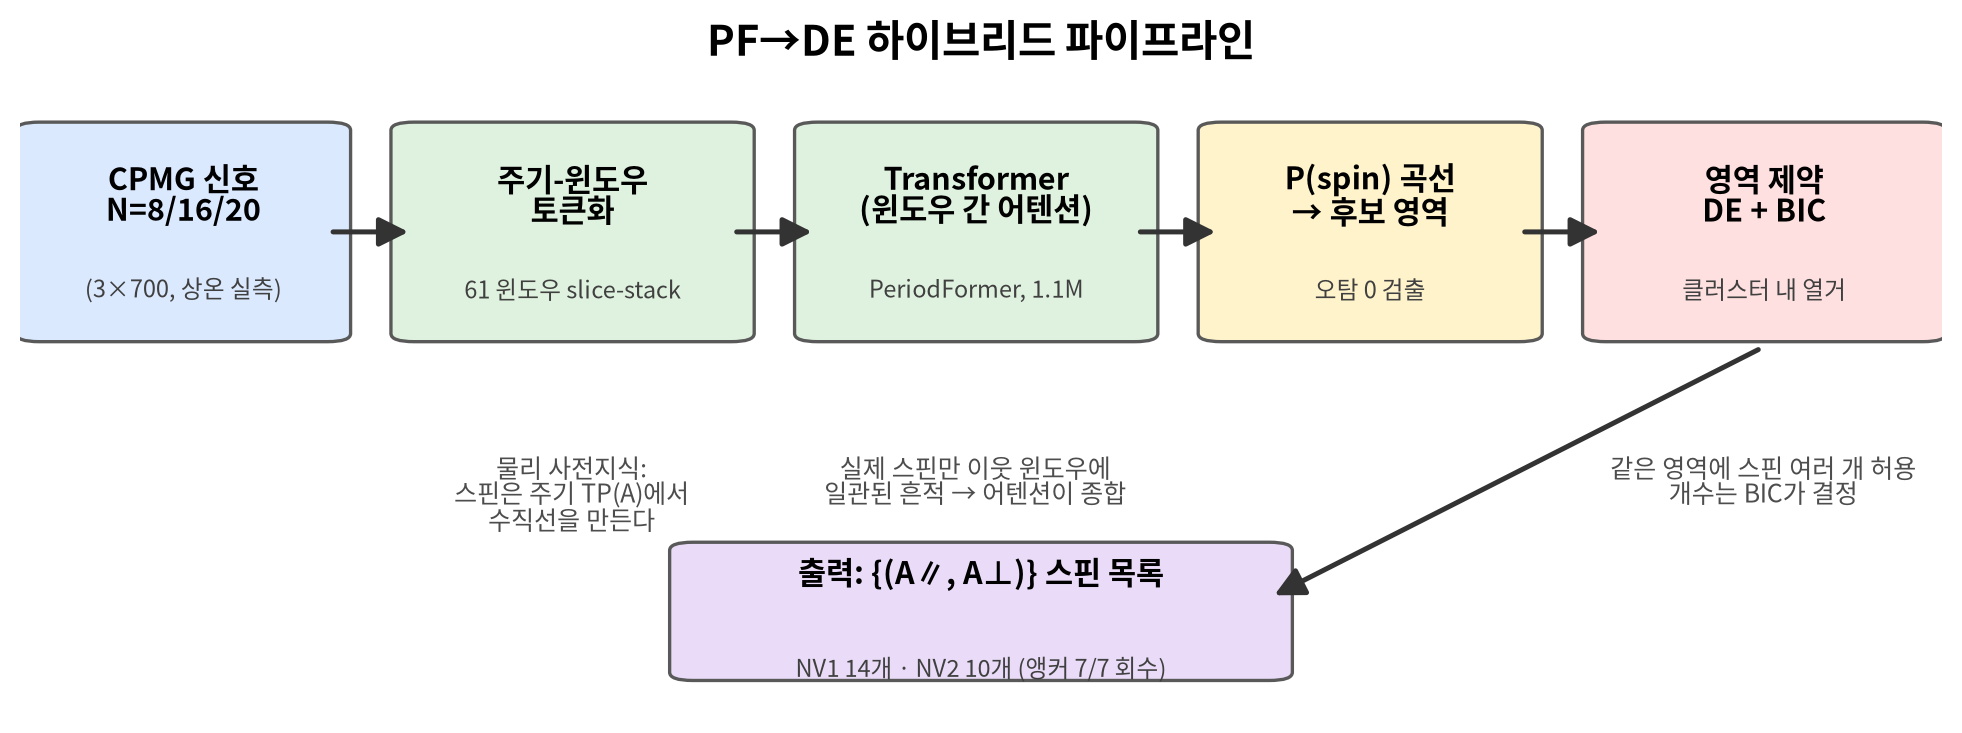 PF→DE 하이브리드 파이프라인
CPMG 신호
N=8/16/20
(3×700, 상온 실측)
주기-윈도우
토큰화
61 윈도우 slice-stack
Transformer
(윈도우 간 어텐션)
PeriodFormer, 1.1M
P(spin) 곡선
→ 후보 영역
오탐 0 검출
영역 제약
DE + BIC
클러스터 내 열거
물리 사전지식:
스핀은 주기 TP(A)에서
수직선을 만든다
실제 스핀만 이웃 윈도우에
일관된 흔적 → 어텐션이 종합
같은 영역에 스핀 여러 개 허용
개수는 BIC가 결정
출력: {(A∥, A⊥)} 스핀 목록
NV1 14개 · NV2 10개 (앵커 7/7 회수)